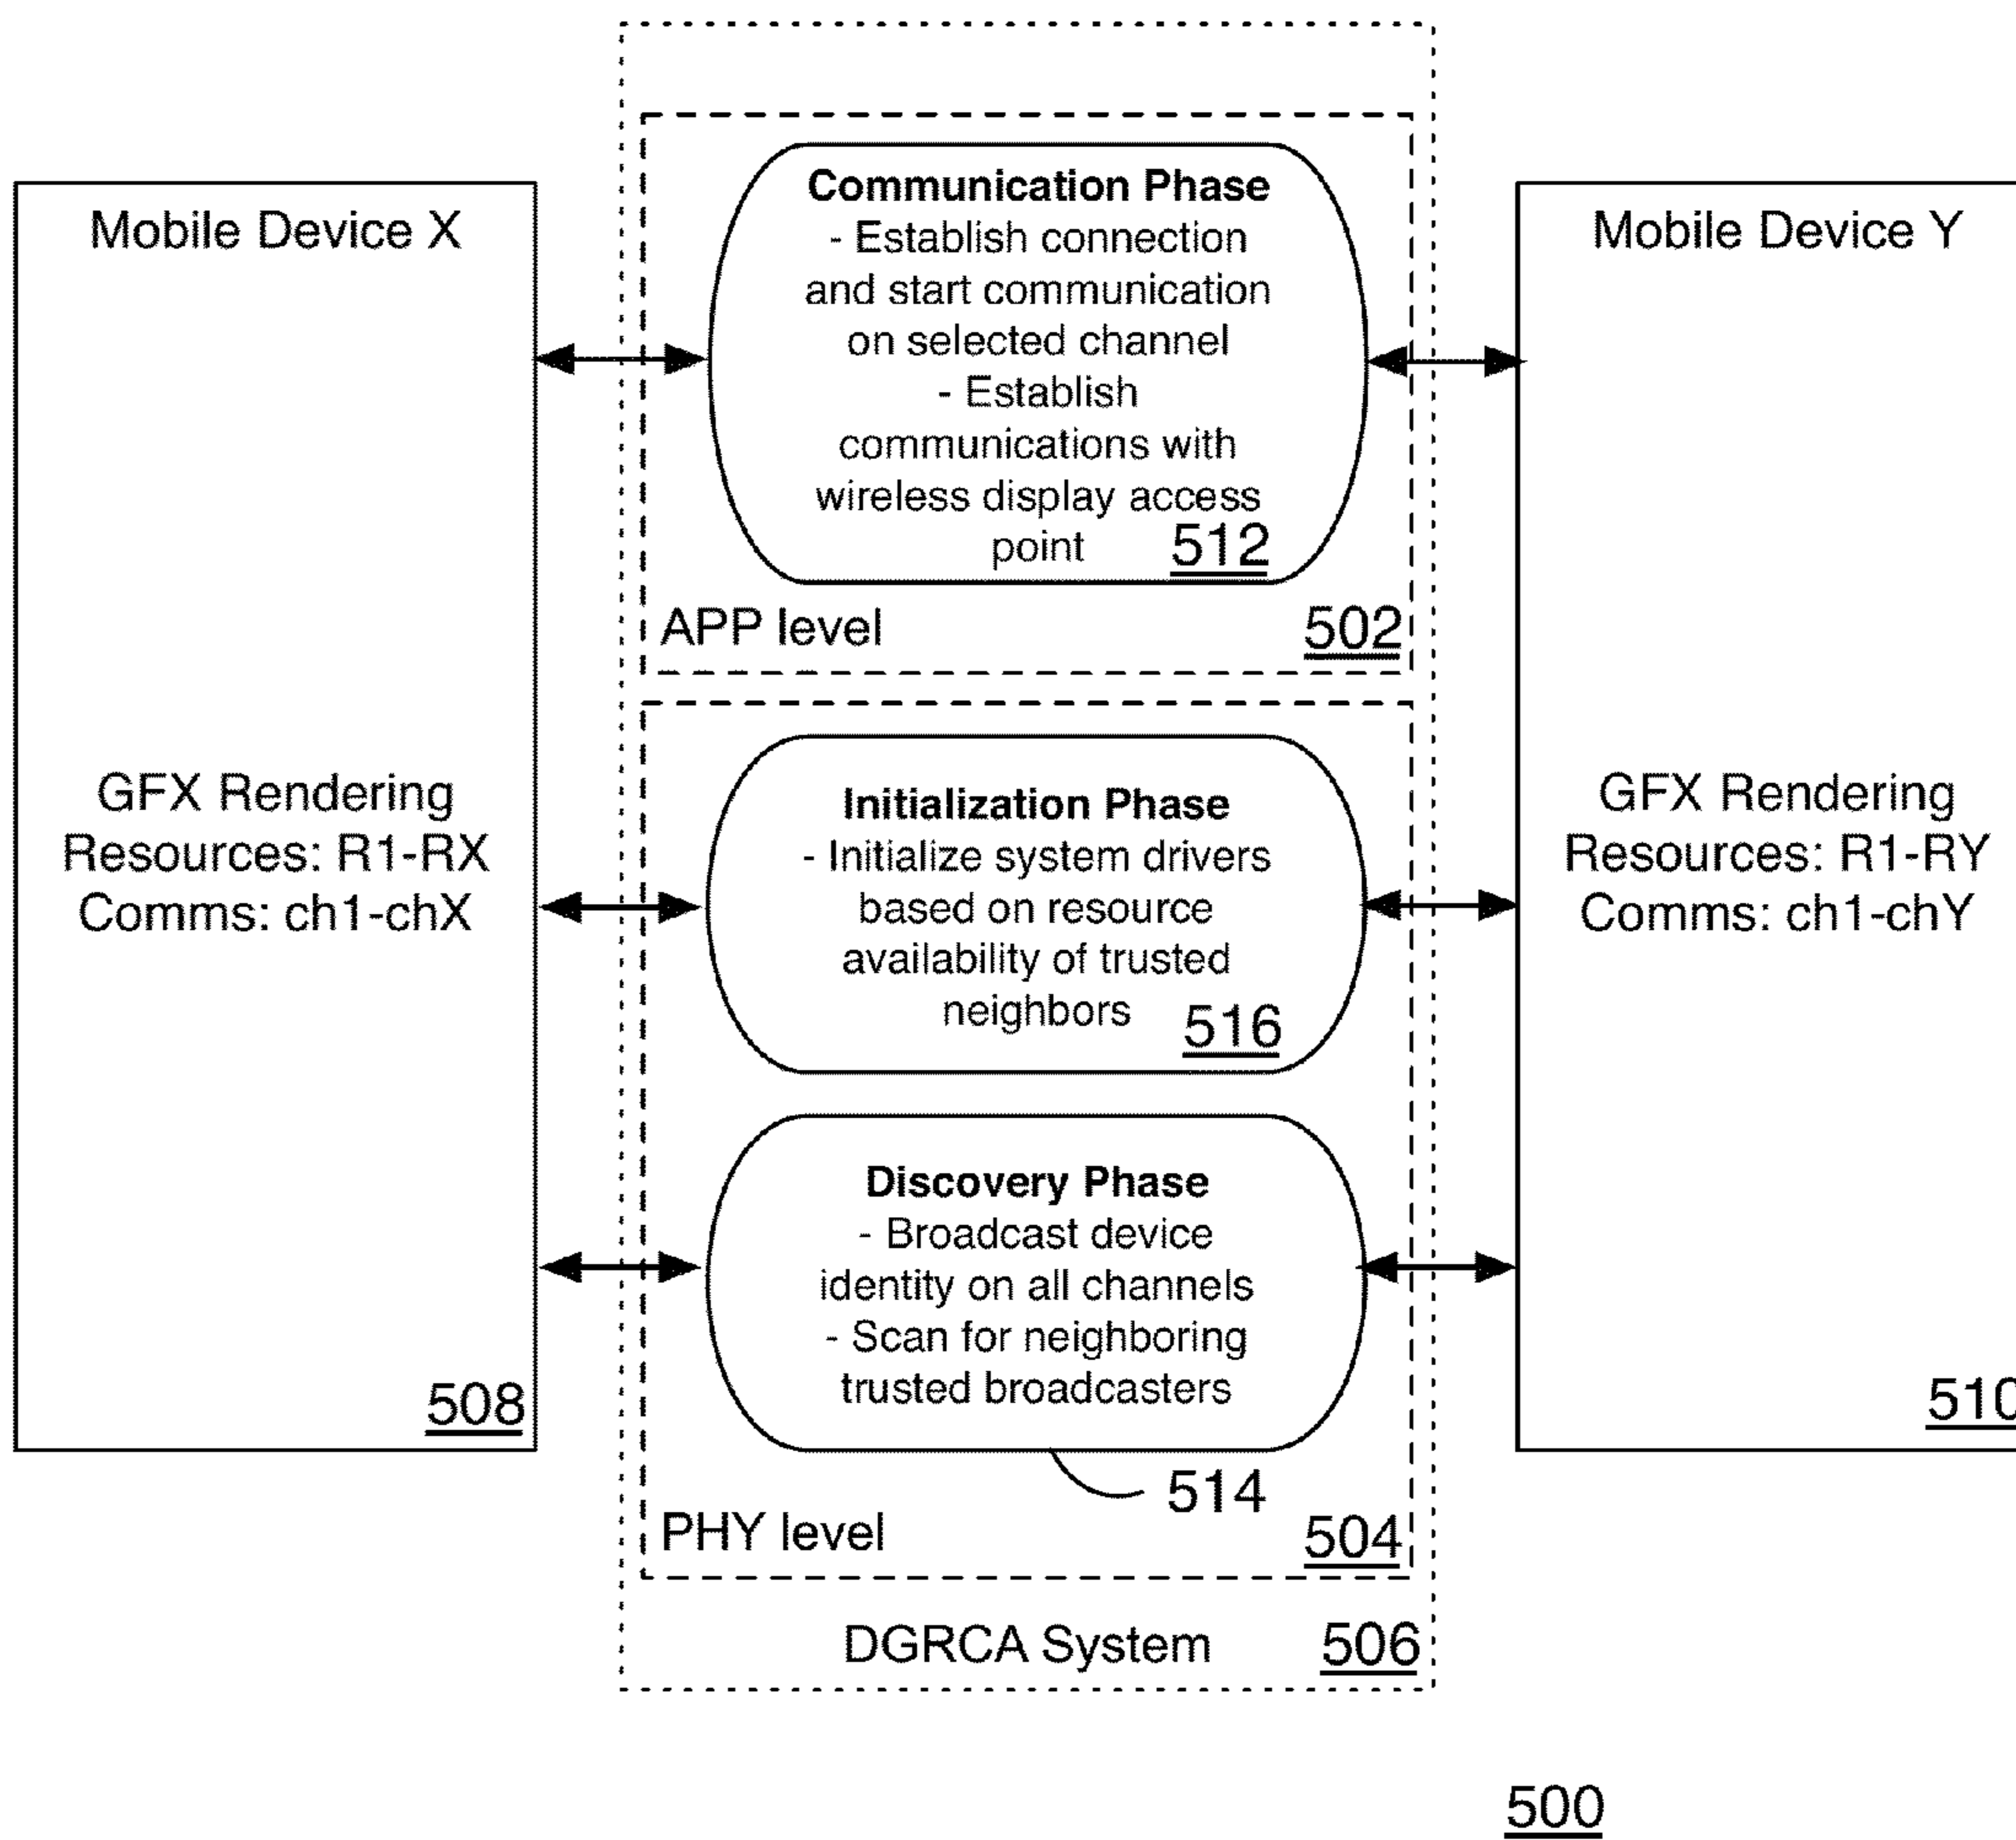 Mobile Device X
GFX Rendering
Resources: R1-RX
Comms: ch1-chX
508
Communication Phase
- Establish connection
and start communication
on selected channel
- Establish
communications with
wireless display access
point
512
APP level
502
Initialization Phase
- Initialize system drivers
based on resource
availability of trusted
neighbors
516
Discovery Phase
- Broadcast device
identity on all channels
- Scan for neighboring
trusted broadcasters
514
PHY level
504
DGRCA System
506
Mobile Device Y
GFX Rendering
Resources: R1-RY
Comms: ch1-chY
510
500